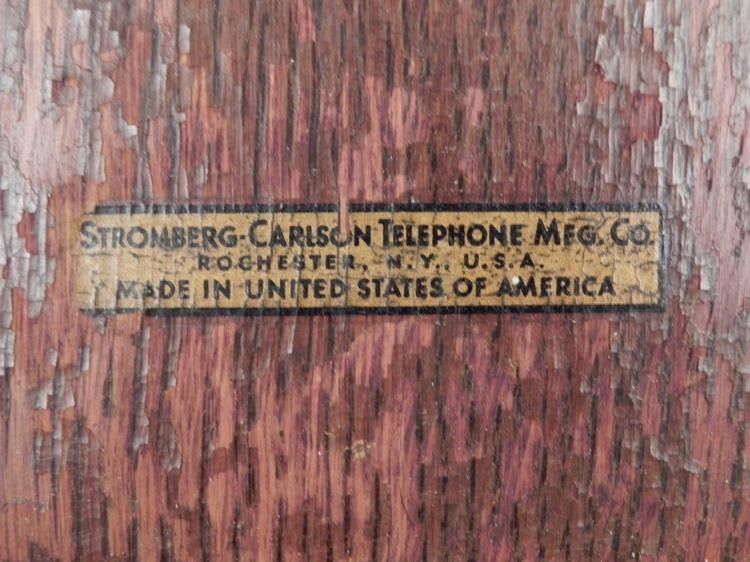 STROMBERG-CARLSON TELEPHONE MFG. CO.
ROCHESTER, N.Y., U.S.A.
MADE IN UNITED STATES OF AMERICA